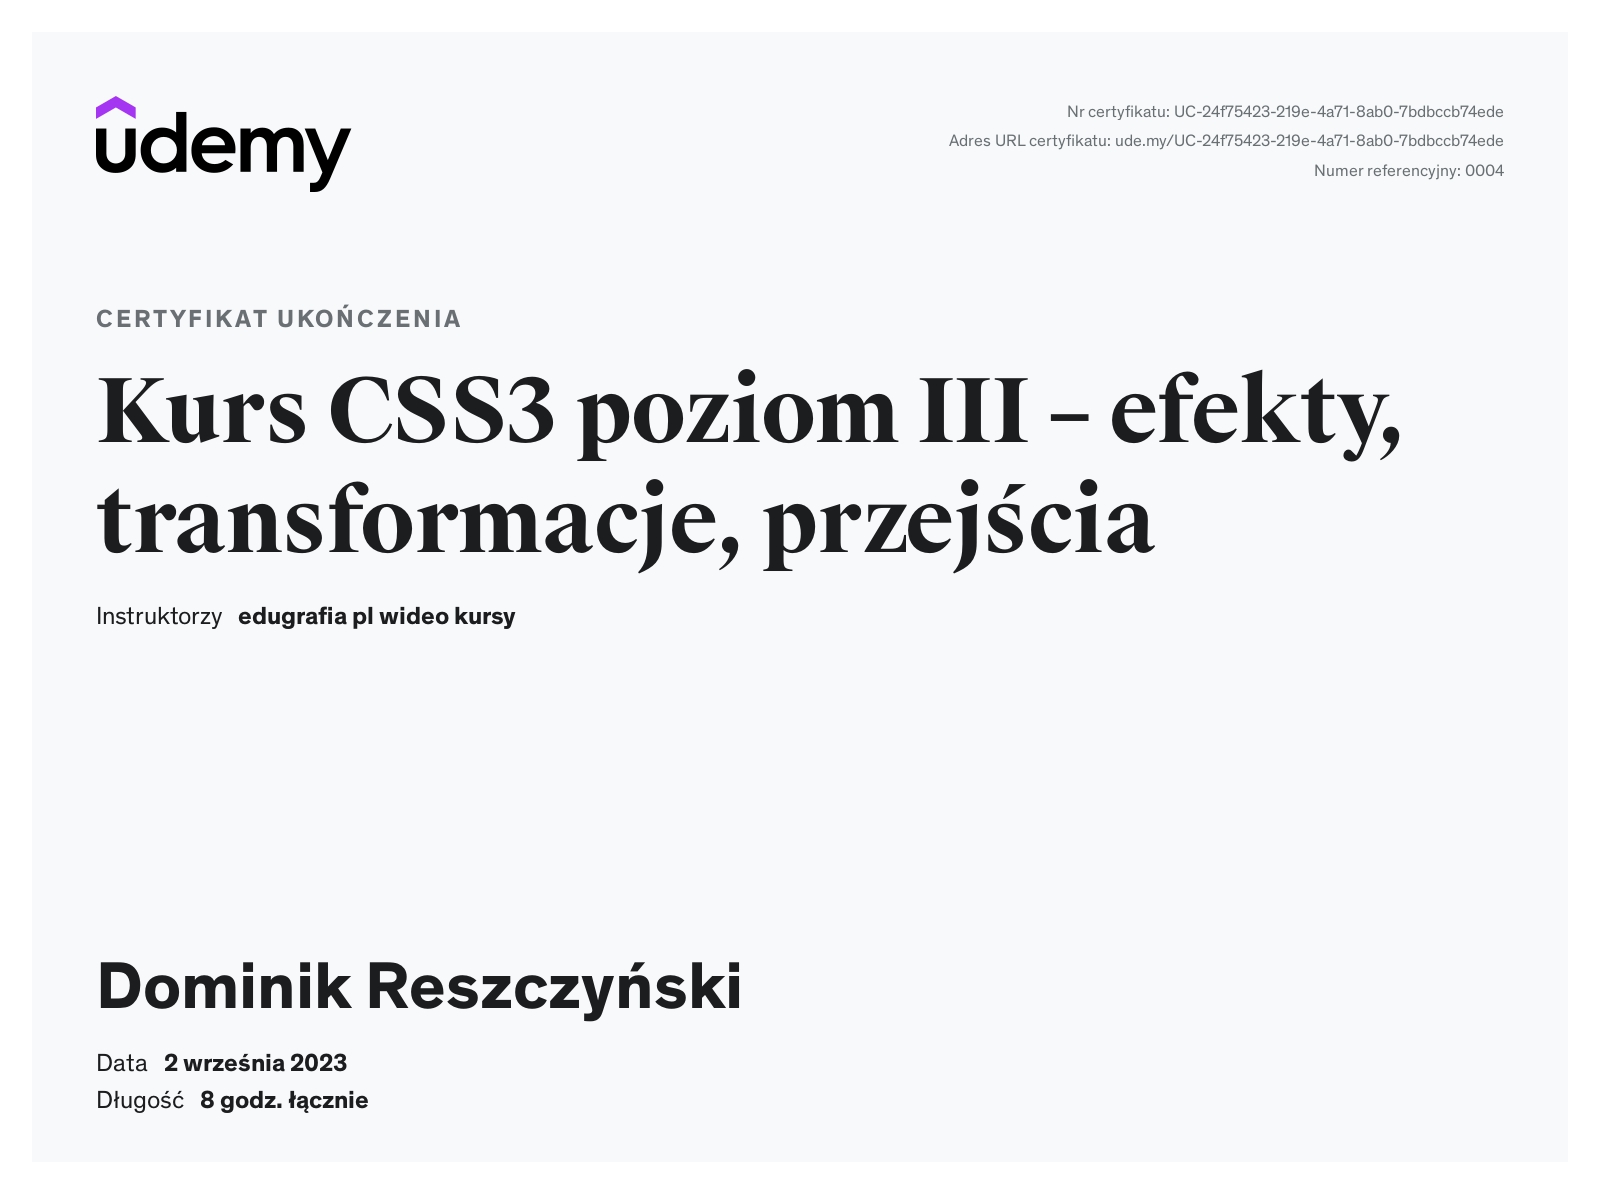 udemy
Nr certyfikatu: UC-24f75423-219e-4a71-8ab0-7bdbccb74ede
Adres URL certyfikatu: ude.my/UC-24f75423-219e-4a71-8ab0-7bdbccb74ede
Numer referencyjny: 0004
CERTYFIKAT UKOŃCZENIA
Kurs CSS3 poziom III – efekty,
transformacje, przejścia
Instruktorzy edugrafia pl wideo kursy
Dominik Reszczyński
Data 2 września 2023
Długość 8 godz. łącznie